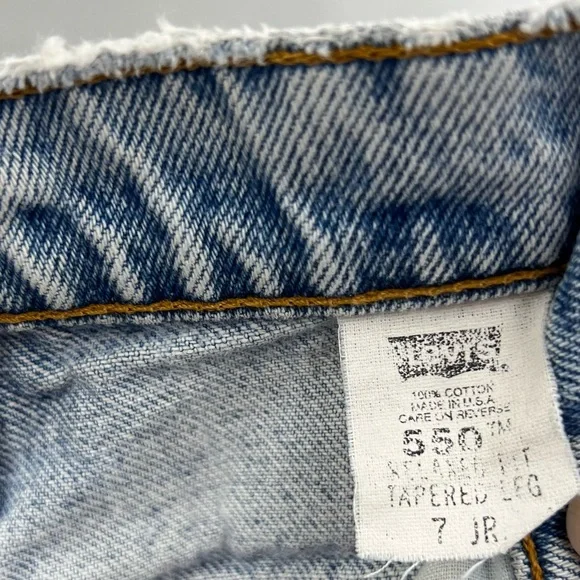 LEVI'S
100% COTTON
MADE IN U.S.A
CARE ON REVERSE
550™
RELAXED FIT
TAPERED LEG
7 JR.